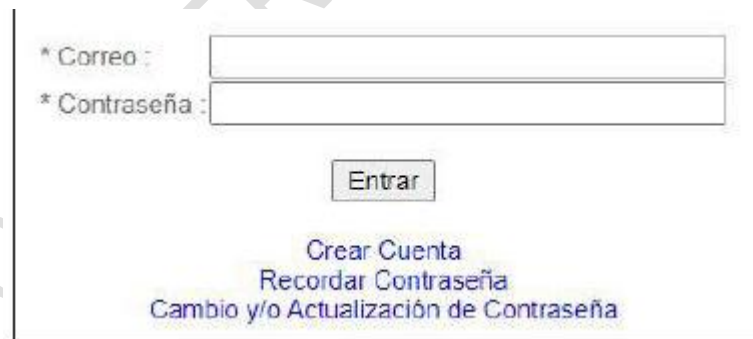 * Correo :
* Contraseña :
Entrar
Crear Cuenta
Recordar Contraseña
Cambio y/o Actualización de Contraseña